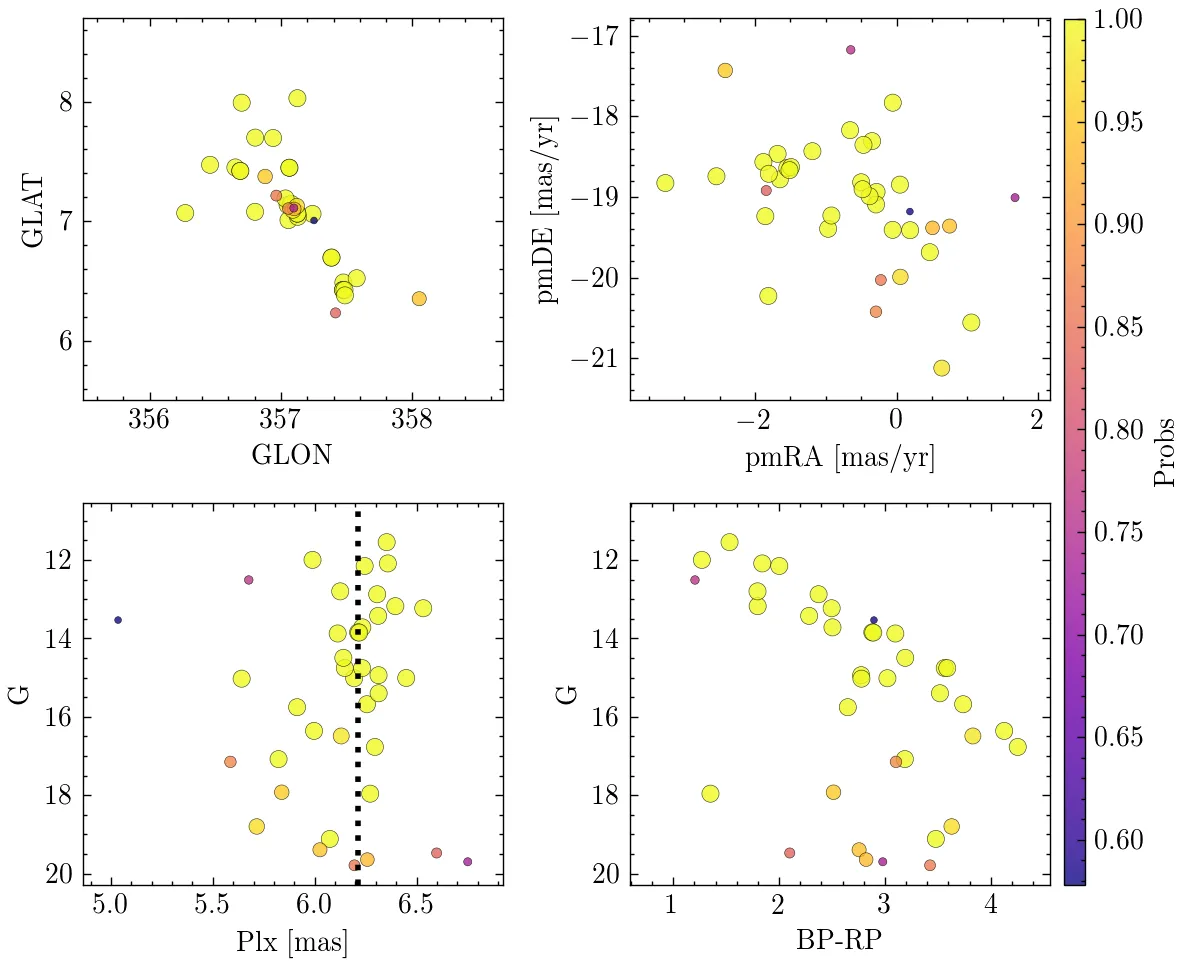 8
7
6
GLAT
356 357 358
GLON
−17
−18
−19
−20
−21
pmDE [mas/yr]
−2 0 2
pmRA [mas/yr]
12
14
16
18
20
G
5.0 5.5 6.0 6.5
Plx [mas]
12
14
16
18
20
G
1 2 3 4
BP-RP
1.00
0.95
0.90
0.85
0.80
0.75
0.70
0.65
0.60
Probs